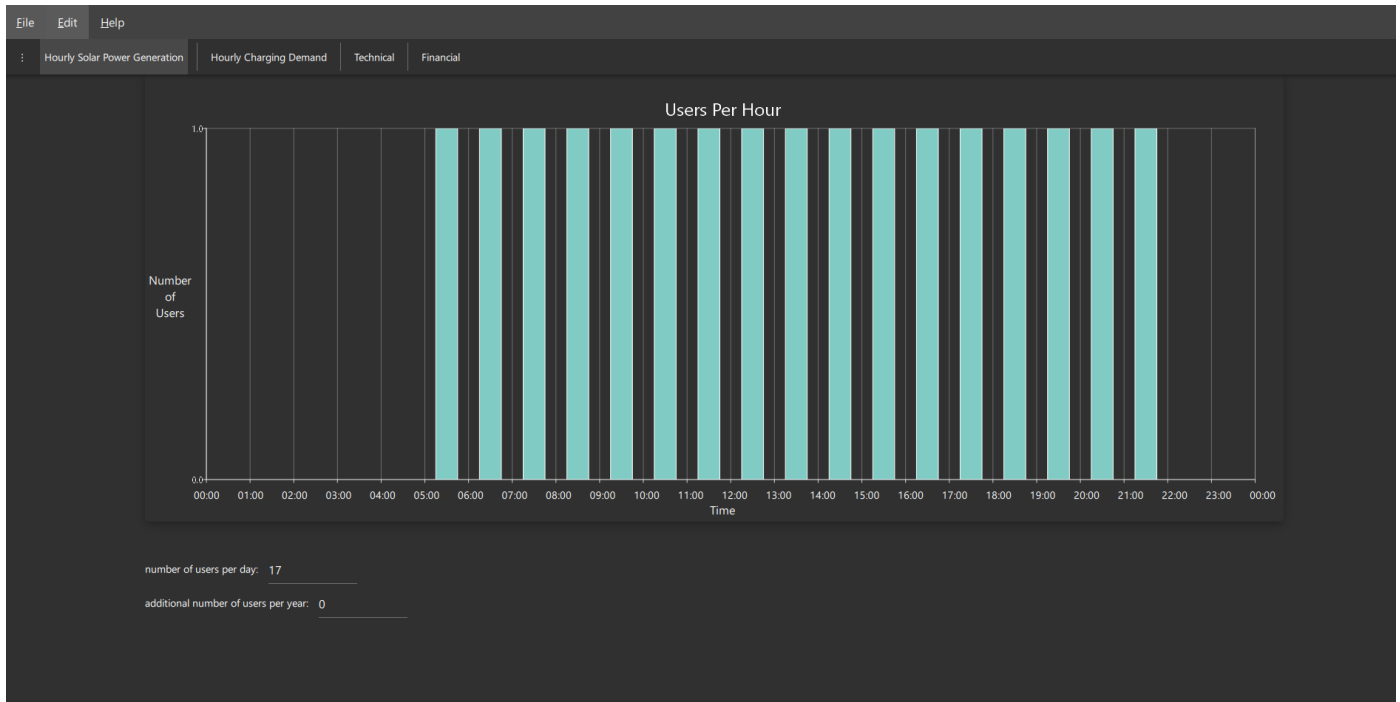 File Edit Help
Hourly Solar Power Generation Hourly Charging Demand Technical Financial
Users Per Hour
1.0
Number
of
Users
0.0
00:00 01:00 02:00 03:00 04:00 05:00 06:00 07:00 08:00 09:00 10:00 11:00 12:00 13:00 14:00 15:00 16:00 17:00 18:00 19:00 20:00 21:00 22:00 23:00 00:00
Time
number of users per day: 17
additional number of users per year: 0